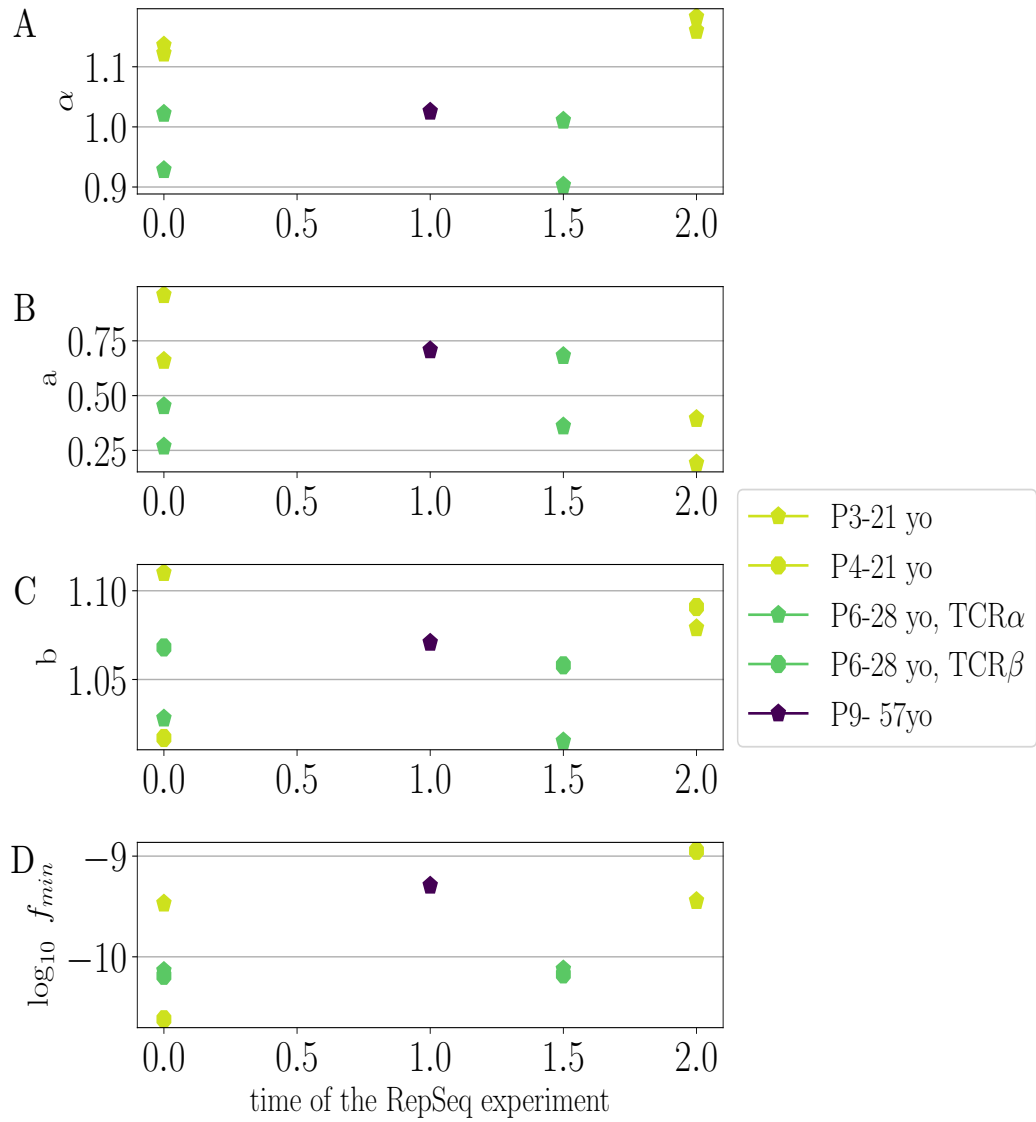 A
α
1.1
1.0
0.9
0.0 0.5 1.0 1.5 2.0
B
a
0.75
0.50
0.25
0.0 0.5 1.0 1.5 2.0
C
b
1.10
1.05
0.0 0.5 1.0 1.5 2.0
P3-21 yo
P4-21 yo
P6-28 yo, TCRα
P6-28 yo, TCRβ
P9- 57yo
D
log₁₀ f_min
−9
−10
0.0 0.5 1.0 1.5 2.0
time of the RepSeq experiment